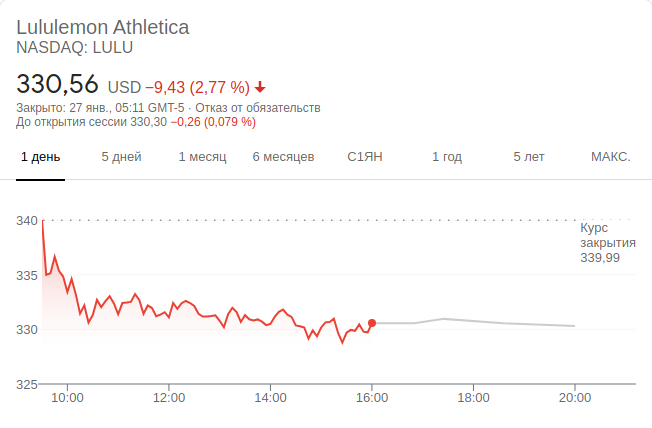 Lululemon Athletica
NASDAQ: LULU
330,56 USD −9,43 (2,77 %)
Закрыто: 27 янв., 05:11 GMT-5 · Отказ от обязательств
До открытия сессии 330,30 −0,26 (0,079 %)
1 день 5 дней 1 месяц 6 месяцев С1ЯН 1 год 5 лет МАКС.
340
Курс
закрытия
339,99
335
330
325
10:00 12:00 14:00 16:00 18:00 20:00